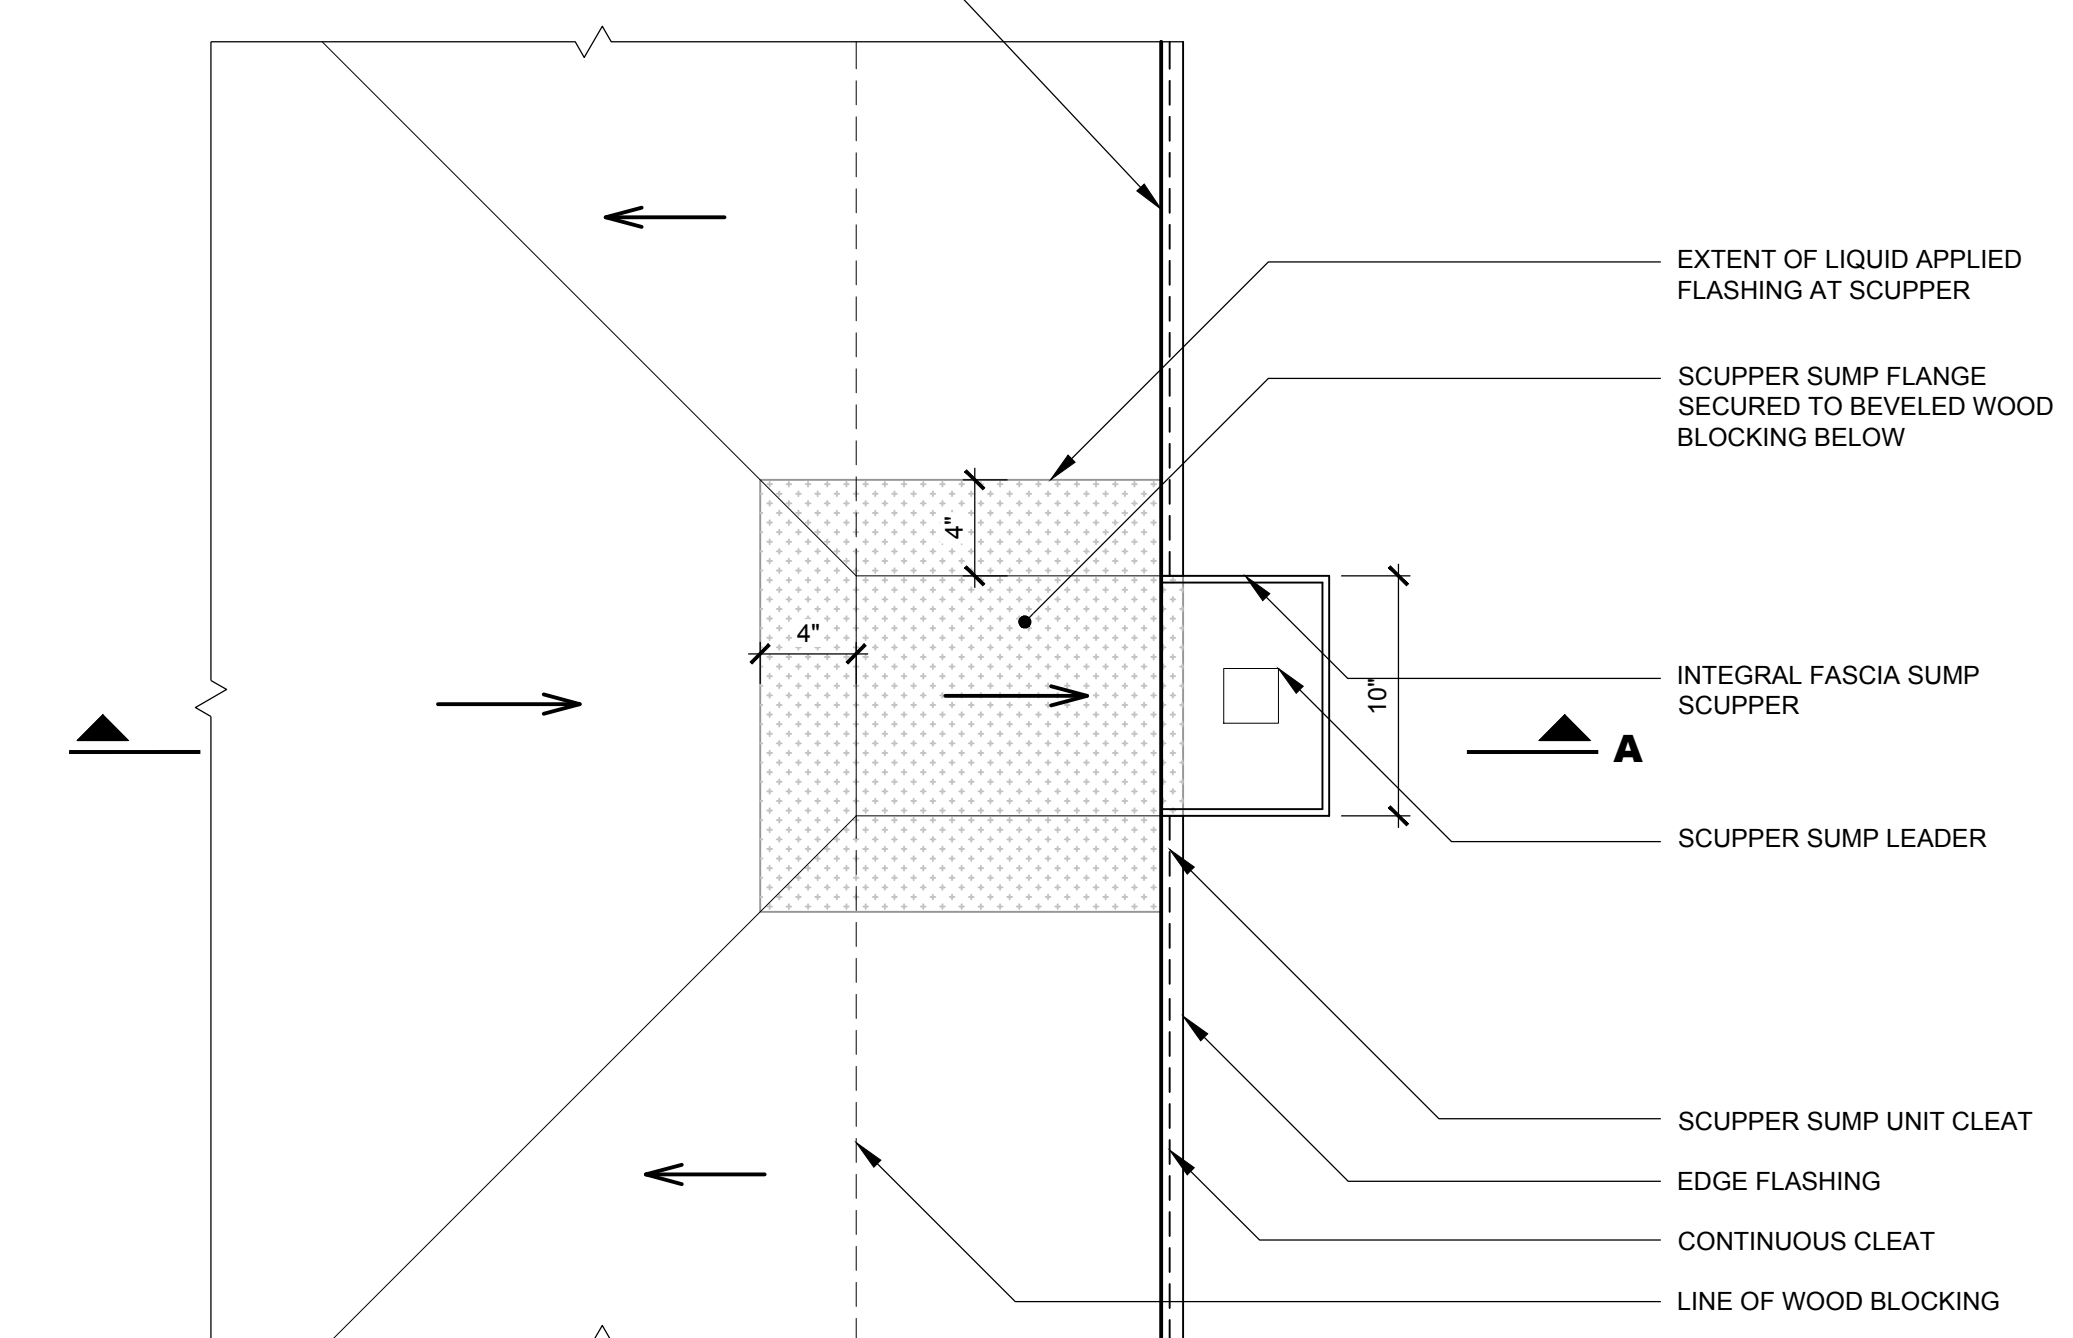 EXTENT OF LIQUID APPLIED
FLASHING AT SCUPPER
SCUPPER SUMP FLANGE
SECURED TO BEVELED WOOD
BLOCKING BELOW
4"
4"
10"
INTEGRAL FASCIA SUMP
SCUPPER
A
SCUPPER SUMP LEADER
SCUPPER SUMP UNIT CLEAT
EDGE FLASHING
CONTINUOUS CLEAT
LINE OF WOOD BLOCKING